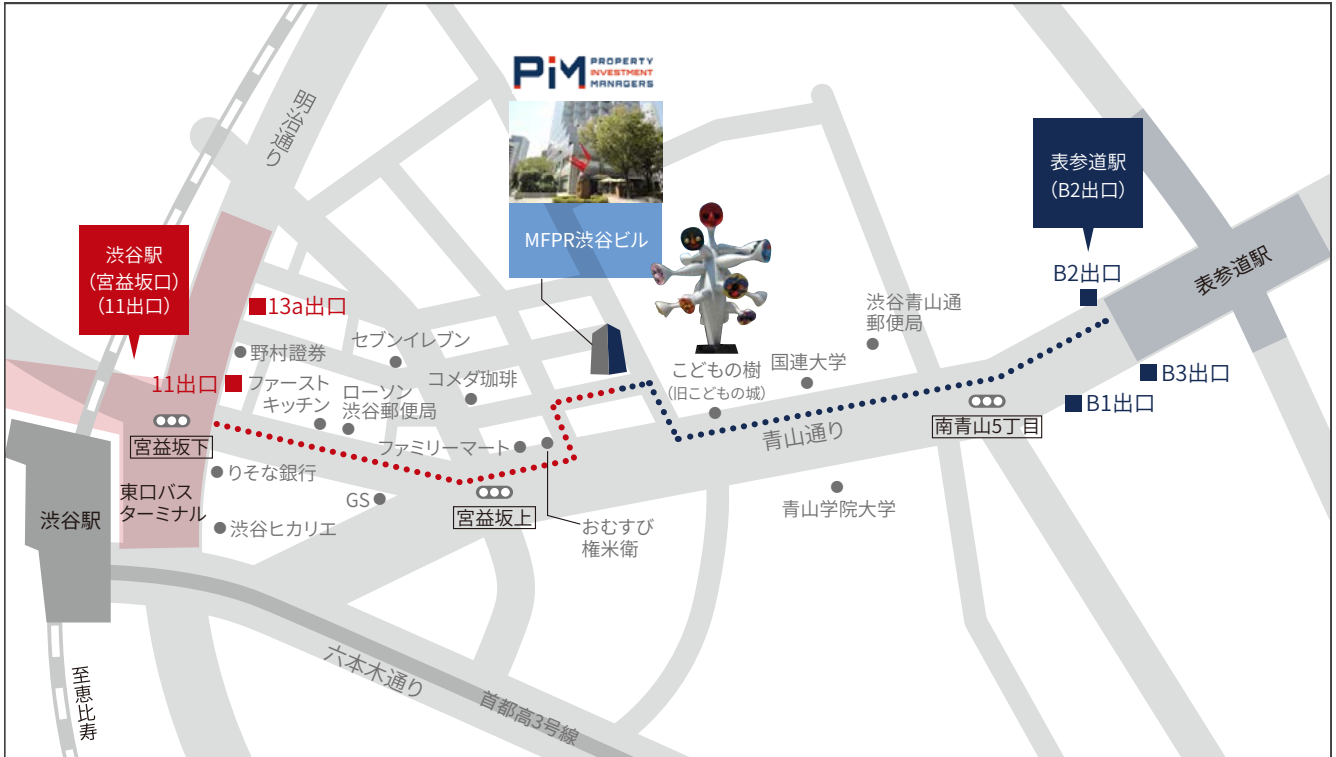 PiM
PROPERTY
INVESTMENT
MANAGERS
明治通り
MFPR渋谷ビル
表参道駅
(B2出口)
渋谷駅
(宮益坂口)
(11出口)
B2出口
表参道駅
13a出口
渋谷青山通
郵便局
野村證券
セブンイレブン
11出口
ファースト
キッチン
ローソン
渋谷郵便局
コメダ珈琲
こどもの樹
(旧こどもの城)
国連大学
B3出口
B1出口
宮益坂下
ファミリーマート
青山通り
南青山5丁目
りそな銀行
東口バス
ターミナル
GS
宮益坂上
青山学院大学
渋谷駅
渋谷ヒカリエ
おむすび
権米衛
六本木通り
首都高3号線
至恵比寿